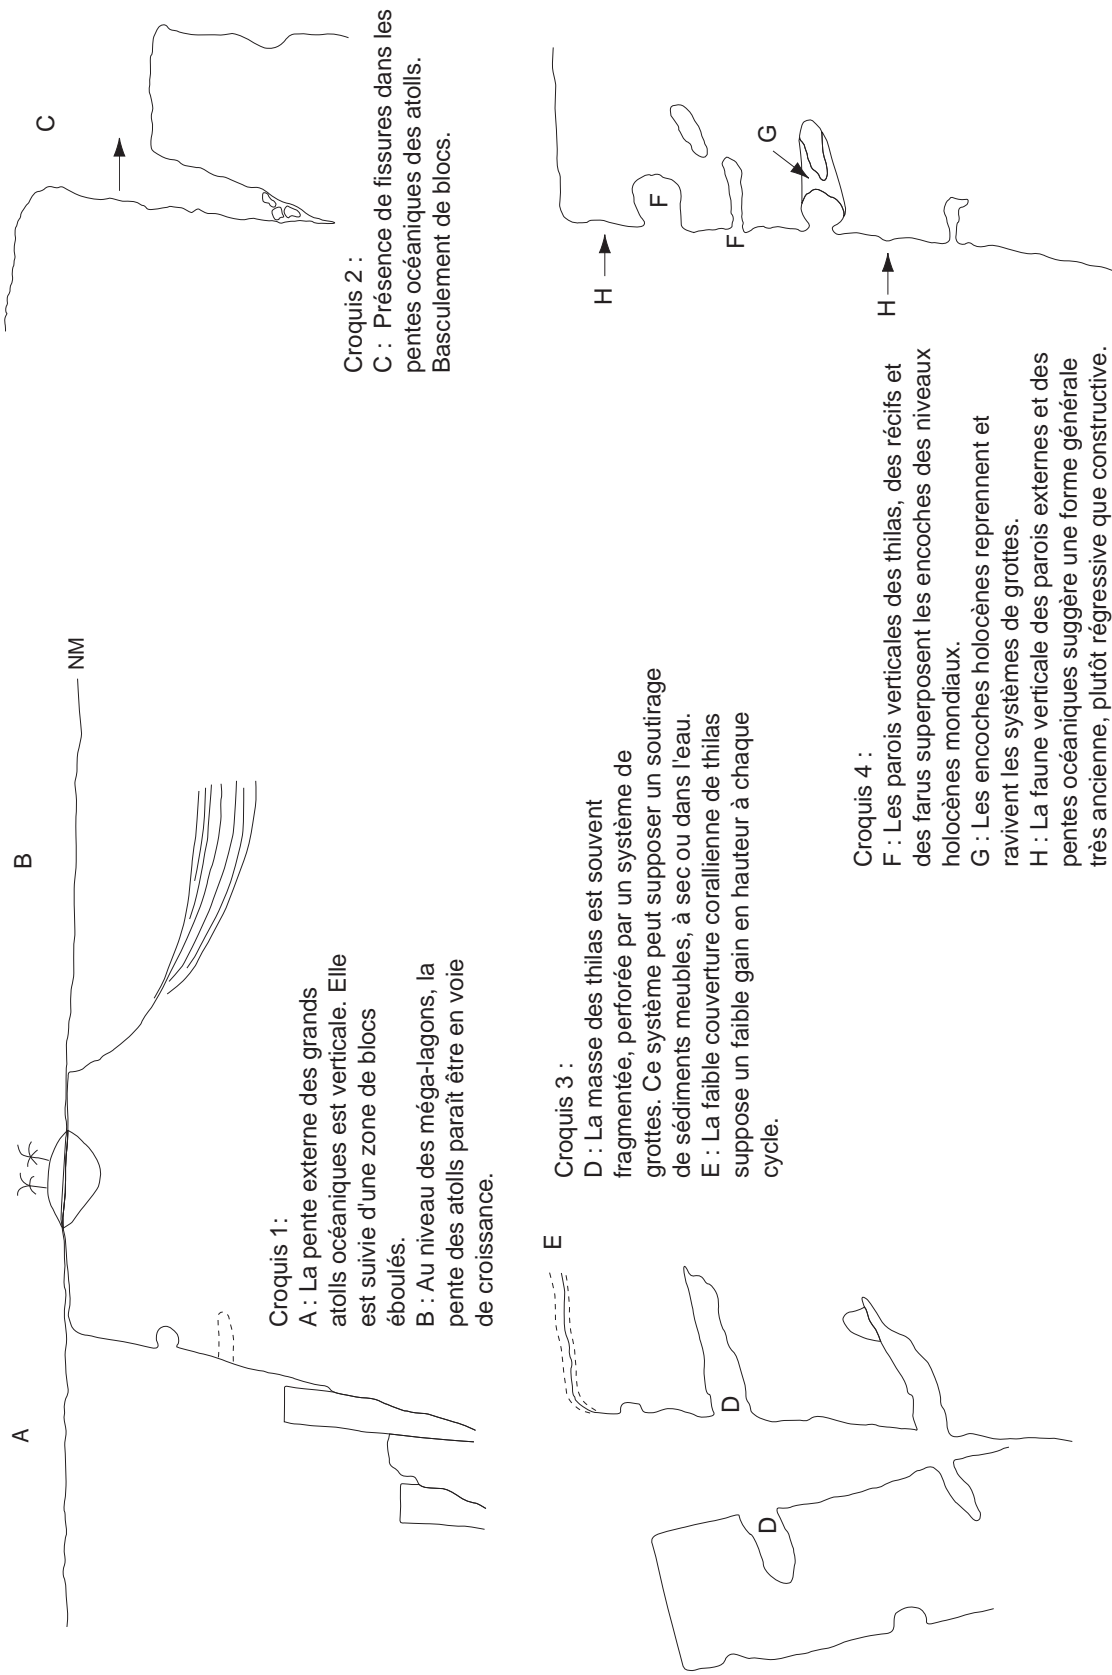 A
B
NM
Croquis 1 :
A : La pente externe des grands
atolls océaniques est verticale. Elle
est suivie d'une zone de blocs
éboulés.
B : Au niveau des méga-lagons, la
pente des atolls paraît être en voie
de croissance.
C
Croquis 2 :
C : Présence de fissures dans les
pentes océaniques des atolls.
Basculement de blocs.
E
D
D
Croquis 3 :
D : La masse des thilas est souvent
fragmentée, perforée par un système de
grottes. Ce système peut supposer un soutirage
de sédiments meubles, à sec ou dans l'eau.
E : La faible couverture corallienne de thilas
suppose un faible gain en hauteur à chaque
cycle.
H
F
F
G
H
Croquis 4 :
F : Les parois verticales des thilas, des récifs et
des farus superposent les encoches des niveaux
holocènes mondiaux.
G : Les encoches holocènes reprennent et
ravivent les systèmes de grottes.
H : La faune verticale des parois externes et des
pentes océaniques suggère une forme générale
très ancienne, plutôt régressive que constructive.